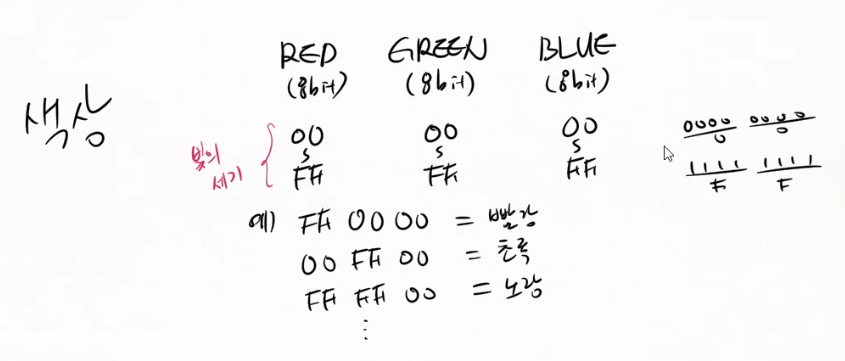 색상
RED GREEN BLUE
(8bit) (8bit) (8bit)
빛의 세기
00 00 00
~ ~ ~
FF FF FF
0000 0000
0 0
1111 1111
F F
예) FF 00 00 = 빨강
00 FF 00 = 초록
FF FF 00 = 노랑
⋮